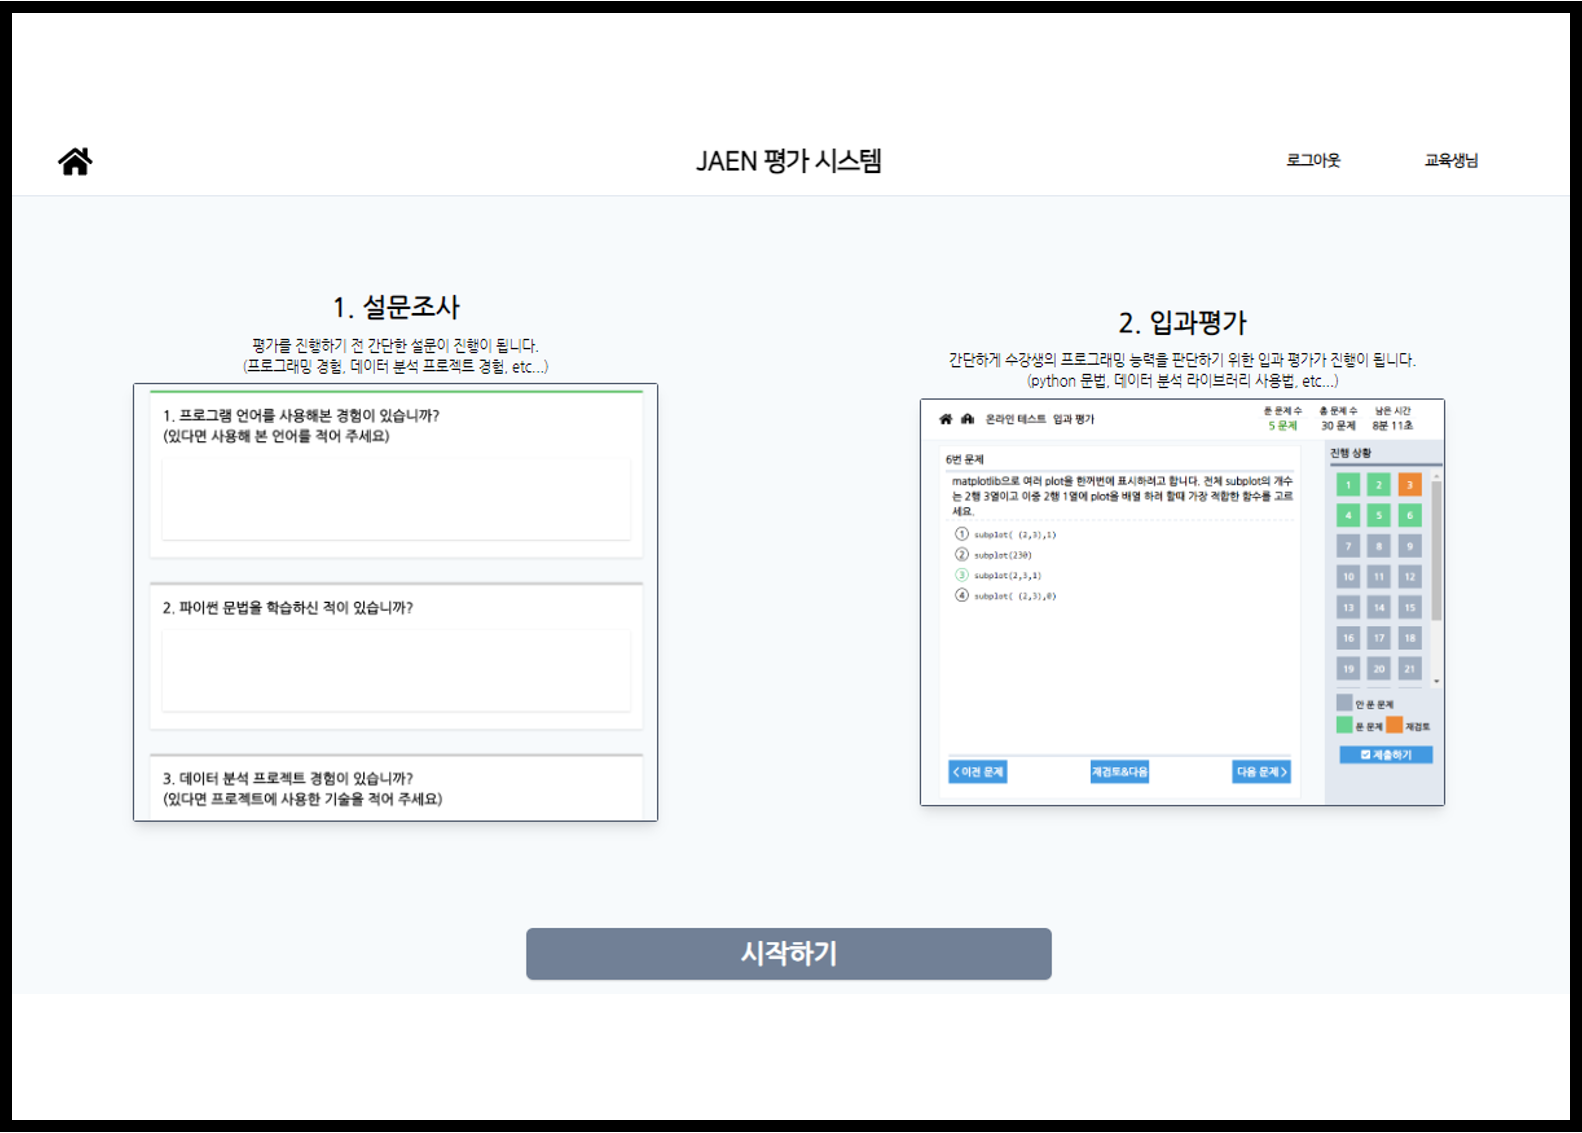 JAEN 평가 시스템
로그아웃
교육생님
1. 설문조사
평가를 진행하기 전 간단한 설문이 진행이 됩니다.
(프로그래밍 경험, 데이터 분석 프로젝트 경험, etc...)
1. 프로그램 언어를 사용해본 경험이 있습니까?
(있다면 사용해 본 언어를 적어 주세요)
2. 파이썬 문법을 학습하신 적이 있습니까?
3. 데이터 분석 프로젝트 경험이 있습니까?
(있다면 프로젝트에 사용한 기술을 적어 주세요)
2. 입과평가
간단하게 수강생의 프로그래밍 능력을 판단하기 위한 입과 평가가 진행이 됩니다.
(python 문법, 데이터 분석 라이브러리 사용법, etc...)
온라인 테스트 입과 평가
푼 문제 수 총 문제 수 남은 시간
5 문제 30 문제 8분 11초
6번 문제
matplotlib으로 여러 plot을 한꺼번에 표시하려고 합니다. 전체 subplot의 개수
는 2행 3열이고 이중 2행 1열에 plot을 배열 하려 할때 가장 적합한 함수를 고르
세요.
① subplot( (2,3),1)
② subplot(230)
③ subplot(2,3,1)
④ subplot( (2,3),0)
< 이전 문제
재검토&다음
다음 문제 >
진행 상황
1 2 3
4 5 6
7 8 9
10 11 12
13 14 15
16 17 18
19 20 21
안 푼 문제
푼 문제 재검토
제출하기
시작하기